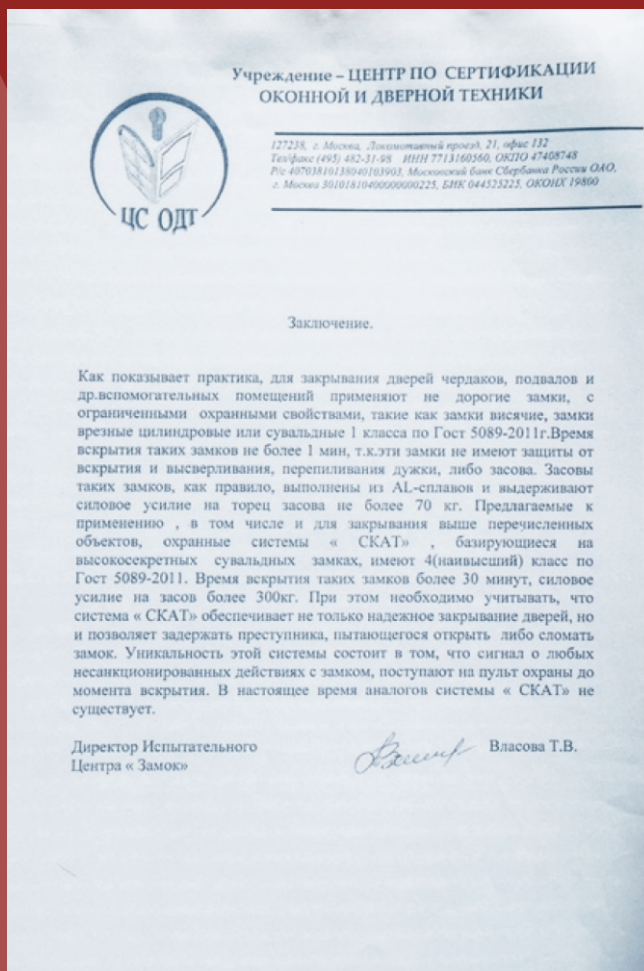 Учреждение – ЦЕНТР ПО СЕРТИФИКАЦИИ
ОКОННОЙ И ДВЕРНОЙ ТЕХНИКИ
127238, г. Москва, Локомотивный проезд, 21, офис 132
Тел/факс (495) 482-31-98 ИНН 7713160560, ОКПО 47408748
Р/с 40703810138040103903, Московский банк Сбербанка России ОАО,
г. Москва 30101810400000000225, БИК 044525225, ОКОНХ 19800
ЦС ОДТ
Заключение.
Как показывает практика, для закрывания дверей чердаков, подвалов и
др.вспомогательных помещений применяют не дорогие замки, с
ограниченными охранными свойствами, такие как замки висячие, замки
врезные цилиндровые или сувальдные 1 класса по Гост 5089-2011г.Время
вскрытия таких замков не более 1 мин, т.к.эти замки не имеют защиты от
вскрытия и высверливания, перепиливания дужки, либо засова. Засовы
таких замков, как правило, выполнены из AL-сплавов и выдерживают
силовое усилие на торец засова не более 70 кг. Предлагаемые к
применению , в том числе и для закрывания выше перечисленных
объектов, охранные системы « СКАТ» , базирующиеся на
высокосекретных сувальдных замках, имеют 4(наивысший) класс по
Гост 5089-2011. Время вскрытия таких замков более 30 минут, силовое
усилие на засов более 300кг. При этом необходимо учитывать, что
система « СКАТ» обеспечивает не только надежное закрывание дверей, но
и позволяет задержать преступника, пытающегося открыть либо сломать
замок. Уникальность этой системы состоит в том, что сигнал о любых
несанкционированных действиях с замком, поступают на пульт охраны до
момента вскрытия. В настоящее время аналогов системы « СКАТ» не
существует.
Директор Испытательного
Центра « Замок»
Власова Т.В.